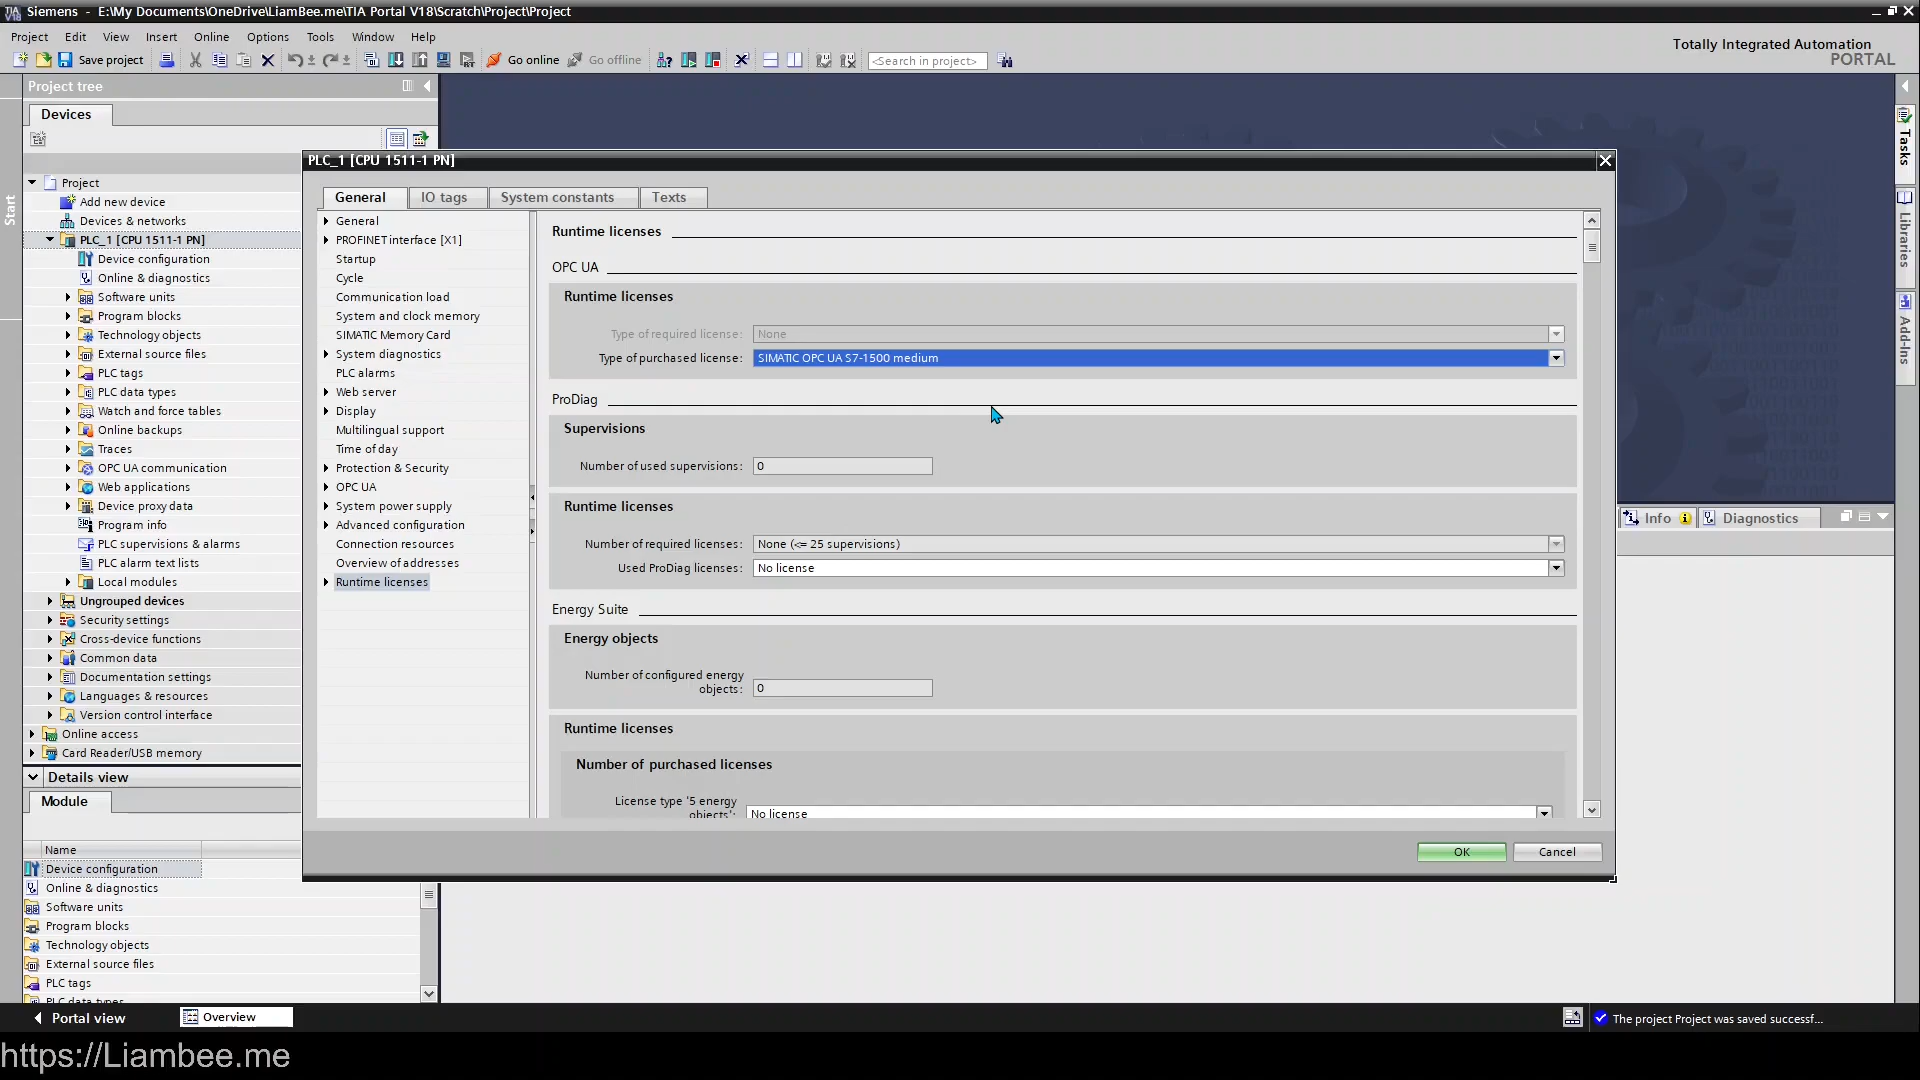 Siemens - E:\My Documents\OneDrive\LiamBee.me\TIA Portal V18\Scratch\Project\Project
Project Edit View Insert Online Options Tools Window Help
Totally Integrated Automation
PORTAL
Save project
Go online
Go offline
<Search in project>
Project tree
Devices
Start
Project
Add new device
Devices & networks
PLC_1 [CPU 1511-1 PN]
Device configuration
Online & diagnostics
Software units
Program blocks
Technology objects
External source files
PLC tags
PLC data types
Watch and force tables
Online backups
Traces
OPC UA communication
Web applications
Device proxy data
Program info
PLC supervisions & alarms
PLC alarm text lists
Local modules
Ungrouped devices
Security settings
Cross-device functions
Common data
Documentation settings
Languages & resources
Version control interface
Online access
Card Reader/USB memory
Details view
Module
Name
Device configuration
Online & diagnostics
Software units
Program blocks
Technology objects
External source files
PLC tags
PLC data types
PLC_1 [CPU 1511-1 PN]
General IO tags System constants Texts
General
PROFINET interface [X1]
Startup
Cycle
Communication load
System and clock memory
SIMATIC Memory Card
System diagnostics
PLC alarms
Web server
Display
Multilingual support
Time of day
Protection & Security
OPC UA
System power supply
Advanced configuration
Connection resources
Overview of addresses
Runtime licenses
Runtime licenses
OPC UA
Runtime licenses
Type of required license: None
Type of purchased license: SIMATIC OPC UA S7-1500 medium
ProDiag
Supervisions
Number of used supervisions: 0
Runtime licenses
Number of required licenses: None (<= 25 supervisions)
Used ProDiag licenses: No license
Energy Suite
Energy objects
Number of configured energy
objects: 0
Runtime licenses
Number of purchased licenses
License type '5 energy
objects': No license
OK
Cancel
Info
Diagnostics
Tasks
Libraries
Add-Ins
Portal view
Overview
The project Project was saved successf...
https://Liambee.me